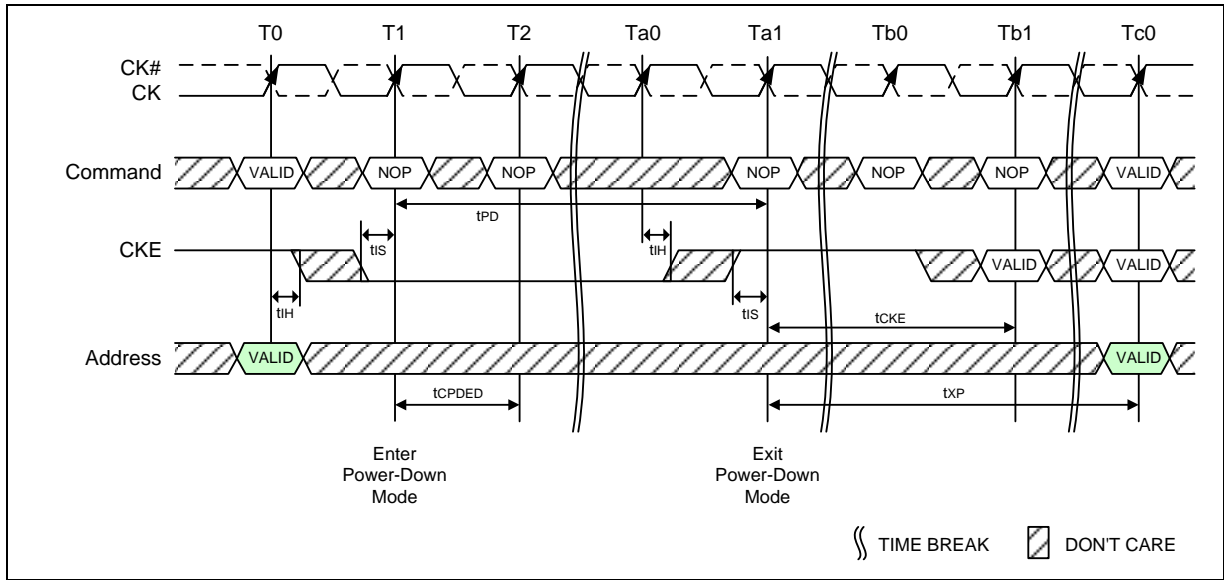 T0 T1 T2 Ta0 Ta1 Tb0 Tb1 Tc0
CK#
CK
Command VALID NOP NOP NOP NOP NOP VALID
tPD
tIS tIH
CKE VALID VALID
tIH tIS
tCKE
Address VALID VALID
tCPDED tXP
Enter
Power-Down
Mode
Exit
Power-Down
Mode
TIME BREAK DON'T CARE